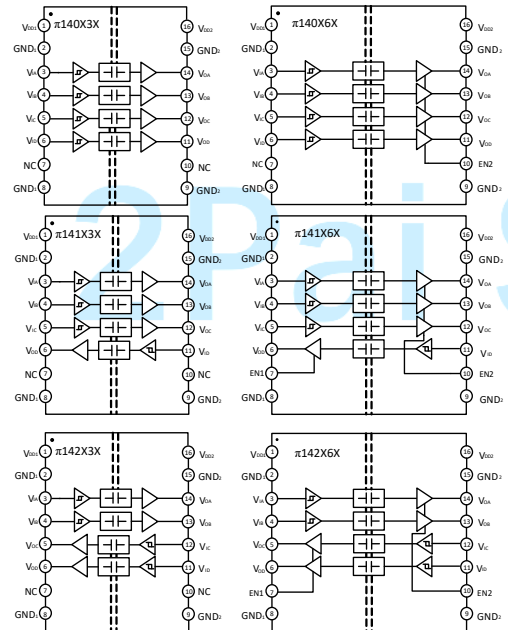 π140X3X
VDD1 1 16 VDD2
GND1 2 15 GND2
VIA 3 14 VOA
VIB 4 13 VOB
VIC 5 12 VOC
VID 6 11 VOD
NC 7 10 NC
GND1 8 9 GND2
π140X6X
VDD1 1 16 VDD2
GND1 2 15 GND2
VIA 3 14 VOA
VIB 4 13 VOB
VIC 5 12 VOC
VID 6 11 VOD
NC 7 10 EN2
GND1 8 9 GND2
π141X3X
VDD1 1 16 VDD2
GND1 2 15 GND2
VIA 3 14 VOA
VIB 4 13 VOB
VIC 5 12 VOC
VOD 6 11 VID
NC 7 10 NC
GND1 8 9 GND2
π141X6X
VDD1 1 16 VDD2
GND1 2 15 GND2
VIA 3 14 VOA
VIB 4 13 VOB
VIC 5 12 VOC
VOD 6 11 VID
EN1 7 10 EN2
GND1 8 9 GND2
π142X3X
VDD1 1 16 VDD2
GND1 2 15 GND2
VIA 3 14 VOA
VIB 4 13 VOB
VOC 5 12 VIC
VOD 6 11 VID
NC 7 10 NC
GND1 8 9 GND2
π142X6X
VDD1 1 16 VDD2
GND1 2 15 GND2
VIA 3 14 VOA
VIB 4 13 VOB
VOC 5 12 VIC
VOD 6 11 VID
EN1 7 10 EN2
GND1 8 9 GND2
2Pai S